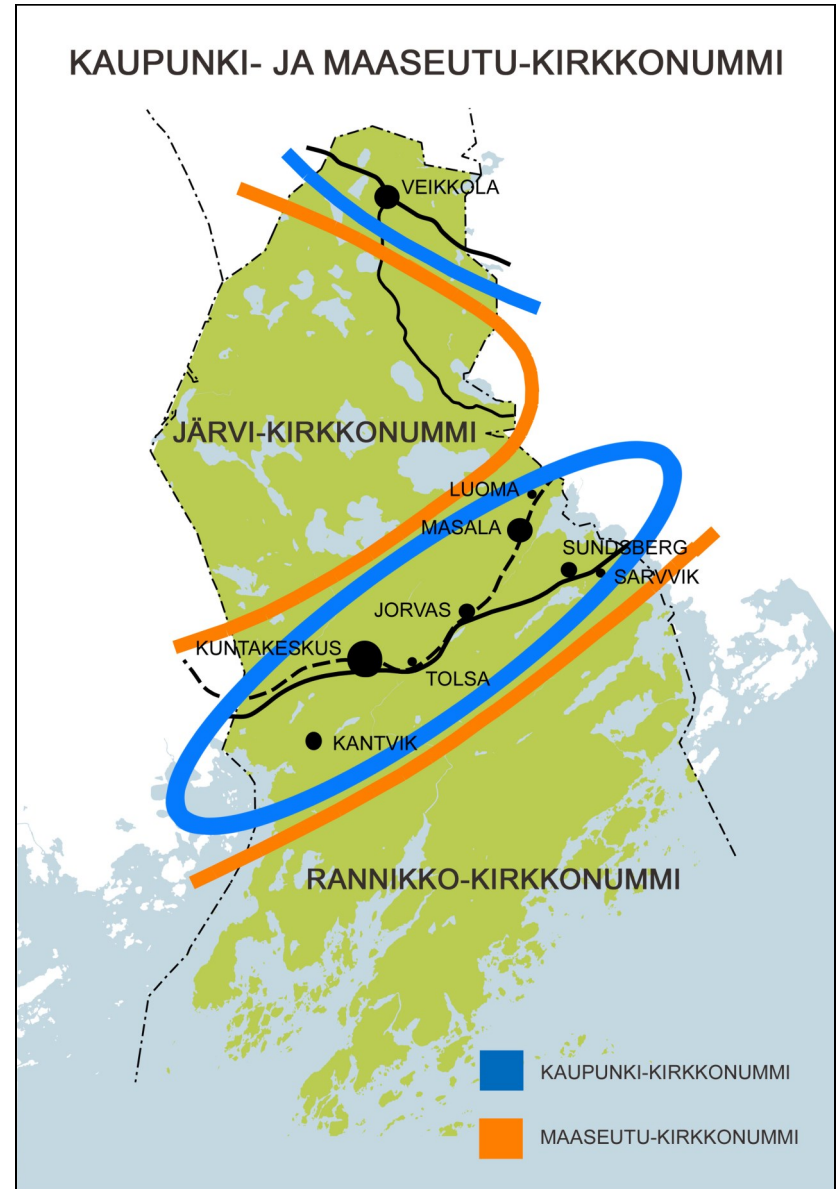 KAUPUNKI- JA MAASEUTU-KIRKKONUMMI
VEIKKOLA
JÄRVI-KIRKKONUMMI
LUOMA
MASALA
SUNDSBERG
SARVVIK
JORVAS
KUNTAKESKUS
TOLSA
KANTVIK
RANNIKKO-KIRKKONUMMI
KAUPUNKI-KIRKKONUMMI
MAASEUTU-KIRKKONUMMI